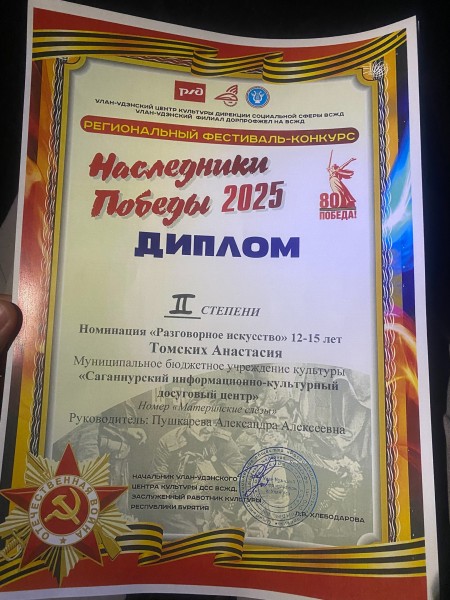 РЖД
УЛАН-УДЭНСКИЙ ЦЕНТР КУЛЬТУРЫ ДИРЕКЦИИ СОЦИАЛЬНОЙ СФЕРЫ ВСЖД
УЛАН-УДЭНСКИЙ ФИЛИАЛ ДОРПРОФЖЕЛ НА ВСЖД
РЕГИОНАЛЬНЫЙ ФЕСТИВАЛЬ-КОНКУРС
Наследники
Победы 2025
80
ПОБЕДА!
ДИПЛОМ
II СТЕПЕНИ
Номинация «Разговорное искусство» 12-15 лет
Томских Анастасия
Муниципальное бюджетное учреждение культуры
«Саганнурский информационно-культурный
досуговый центр»
Номер «Материнские слезы»
Руководитель: Пушкарева Александра Алексеевна
НАЧАЛЬНИК УЛАН-УДЭНСКОГО
ЦЕНТРА КУЛЬТУРЫ ДСС ВСЖД,
ЗАСЛУЖЕННЫЙ РАБОТНИК КУЛЬТУРЫ
РЕСПУБЛИКИ БУРЯТИЯ
Л.В. ХЛЕБОДАРОВА
ОТЕЧЕСТВЕННАЯ ВОЙНА